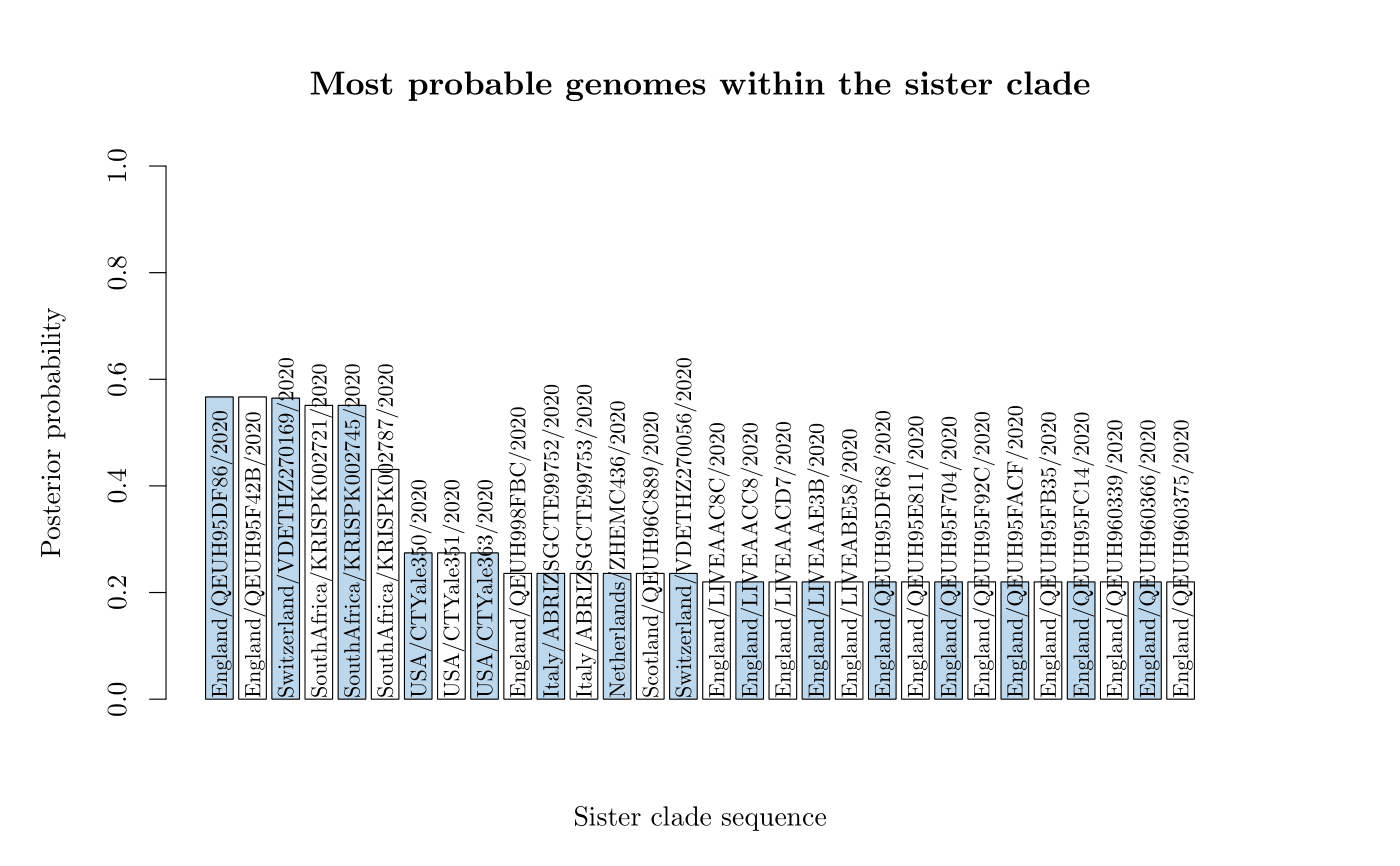 Most probable genomes within the sister clade
Posterior probability
1.0
0.8
0.6
0.4
0.2
0.0
England/QEUH95DF86/2020
England/QEUH95F42B/2020
Switzerland/VDETHZ270169/2020
SouthAfrica/KRISPK002721/2020
SouthAfrica/KRISPK002745/2020
SouthAfrica/KRISPK002787/2020
USA/CTYale350/2020
USA/CTYale351/2020
USA/CTYale363/2020
England/QEUH998FBC/2020
Italy/ABRIZSGCTE99752/2020
Italy/ABRIZSGCTE99753/2020
Netherlands/ZHEMC436/2020
Scotland/QEUH96C889/2020
Switzerland/VDETHZ270056/2020
England/LIVEAAC8C/2020
England/LIVEAACC8/2020
England/LIVEAACD7/2020
England/LIVEAAE3B/2020
England/LIVEABE58/2020
England/QEUH95DF68/2020
England/QEUH95E811/2020
England/QEUH95F704/2020
England/QEUH95F92C/2020
England/QEUH95FACF/2020
England/QEUH95FB35/2020
England/QEUH95FC14/2020
England/QEUH960339/2020
England/QEUH960366/2020
England/QEUH960375/2020
Sister clade sequence